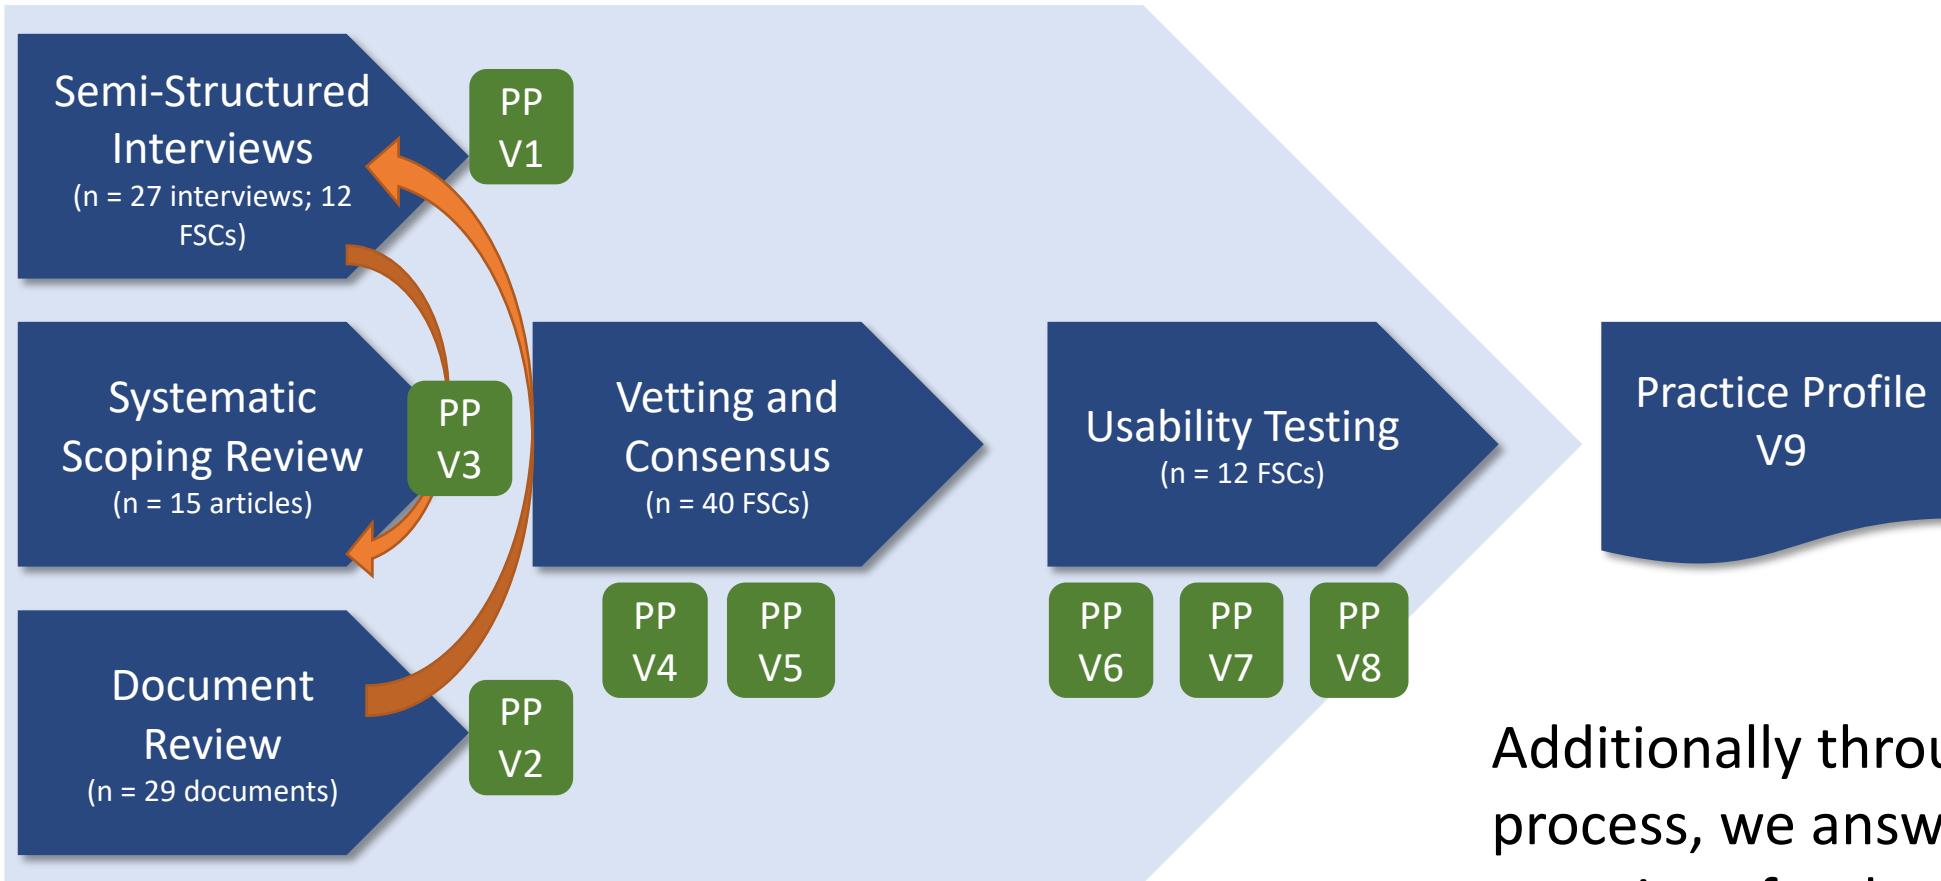 Semi-Structured
Interviews
(n = 27 interviews; 12
FSCs)
PP
V1
Systematic
Scoping Review
(n = 15 articles)
PP
V3
Document
Review
(n = 29 documents)
PP
V2
Vetting and
Consensus
(n = 40 FSCs)
PP
V4
PP
V5
Usability Testing
(n = 12 FSCs)
PP
V6
PP
V7
PP
V8
Practice Profile
V9
Additionally
process, we